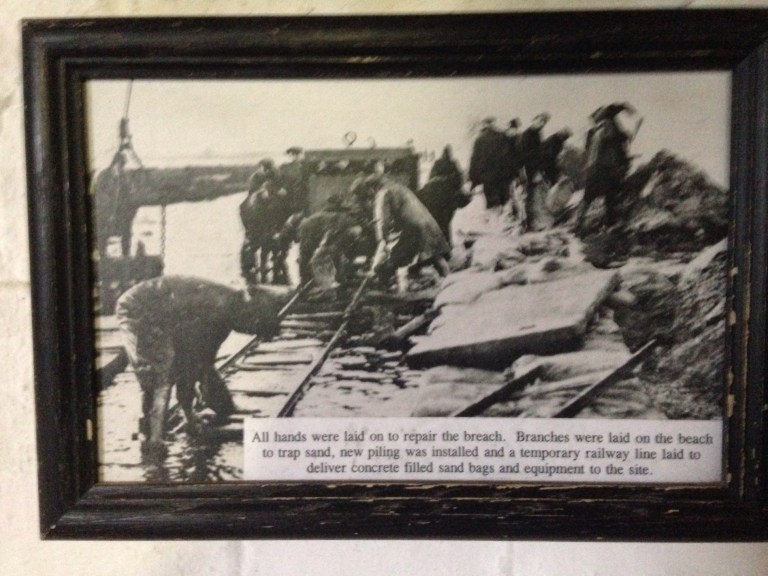 All hands were laid on to repair the breach. Branches were laid on the beach
to trap sand, new piling was installed and a temporary railway line laid to
deliver concrete filled sand bags and equipment to the site.